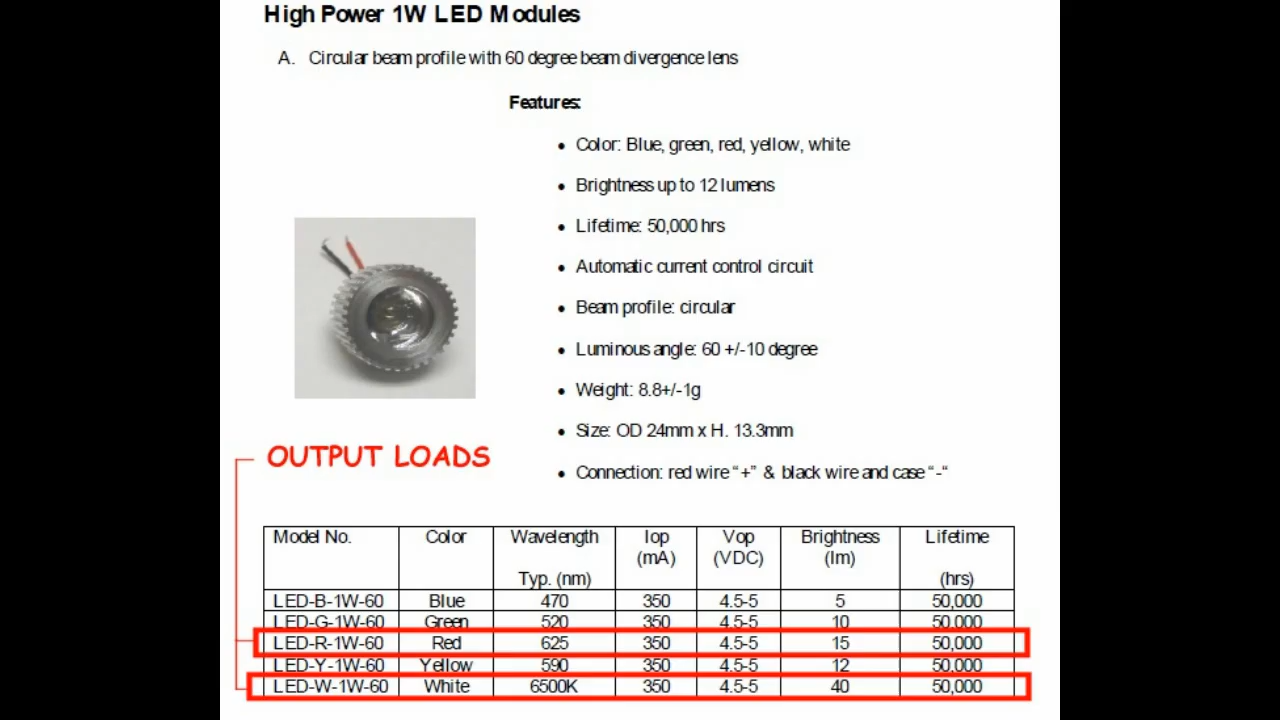 High Power 1W LED Modules
A. Circular beam profile with 60 degree beam divergence lens
Features:
• Color: Blue, green, red, yellow, white
• Brightness up to 12 lumens
• Lifetime: 50,000 hrs
• Automatic current control circuit
• Beam profile: circular
• Luminous angle: 60 +/-10 degree
• Weight: 8.8+/-1g
• Size: OD 24mm x H. 13.3mm
OUTPUT LOADS
• Connection: red wire “+” & black wire and case “-“
Model No. Color Wavelength Iop Vop Brightness Lifetime
(mA) (VDC) (lm)
Typ. (nm) (hrs)
LED-B-1W-60 Blue 470 350 4.5-5 5 50,000
LED-G-1W-60 Green 520 350 4.5-5 10 50,000
LED-R-1W-60 Red 625 350 4.5-5 15 50,000
LED-Y-1W-60 Yellow 590 350 4.5-5 12 50,000
LED-W-1W-60 White 6500K 350 4.5-5 40 50,000